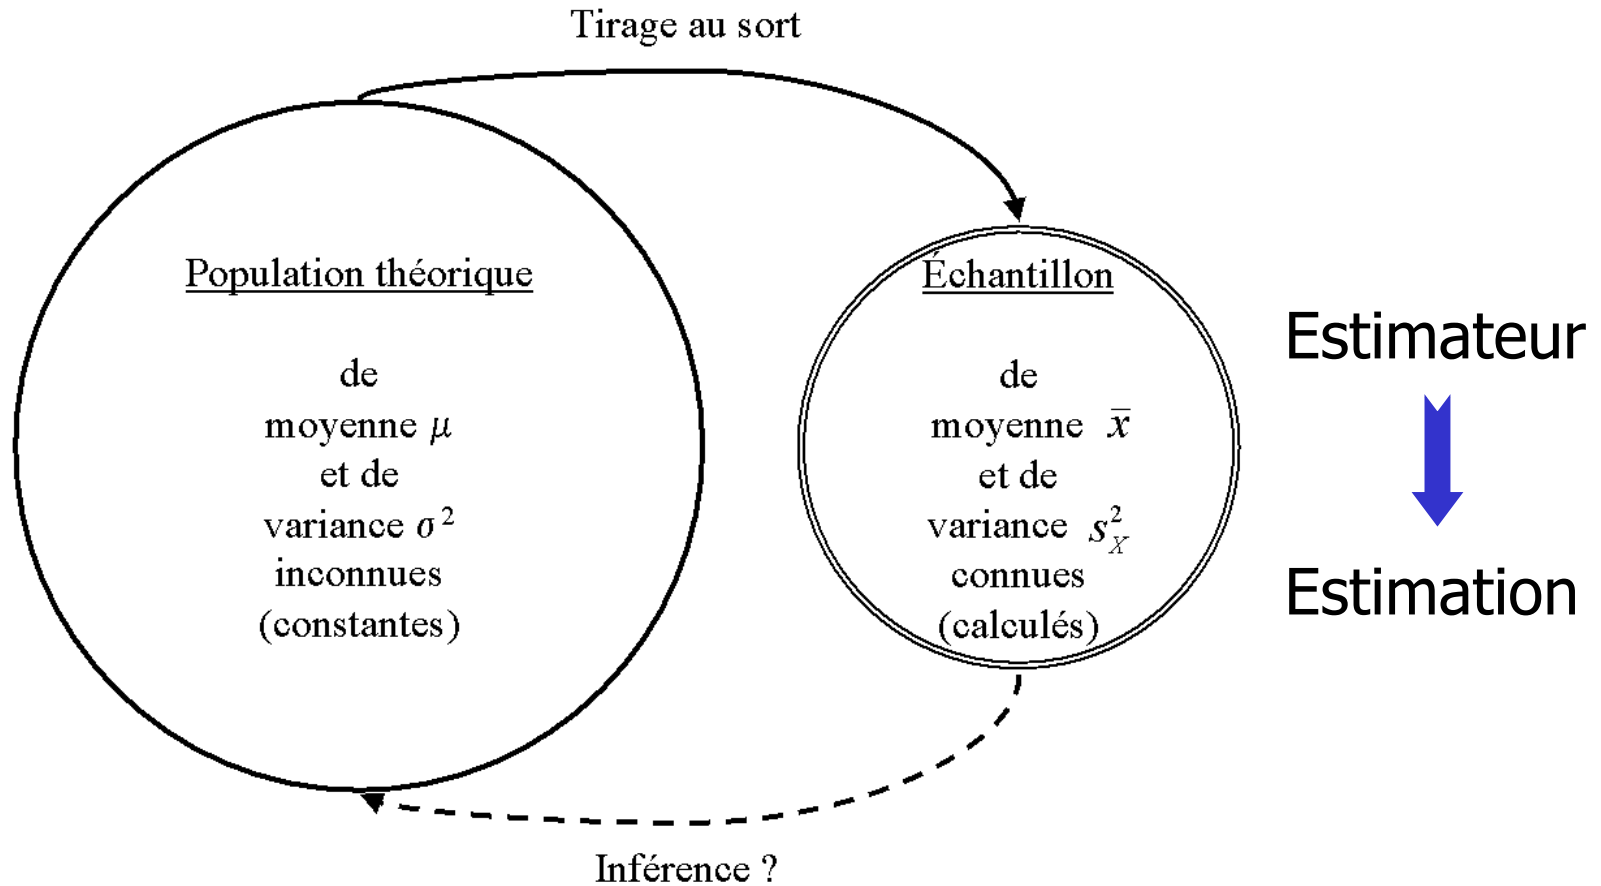 Tirage au sort
Population théorique
de
moyenne μ
et de
variance σ²
inconnues
(constantes)
Échantillon
de
moyenne x̄
et de
variance s²_X
connues
(calculés)
Estimateur
Estimation
Inférence ?